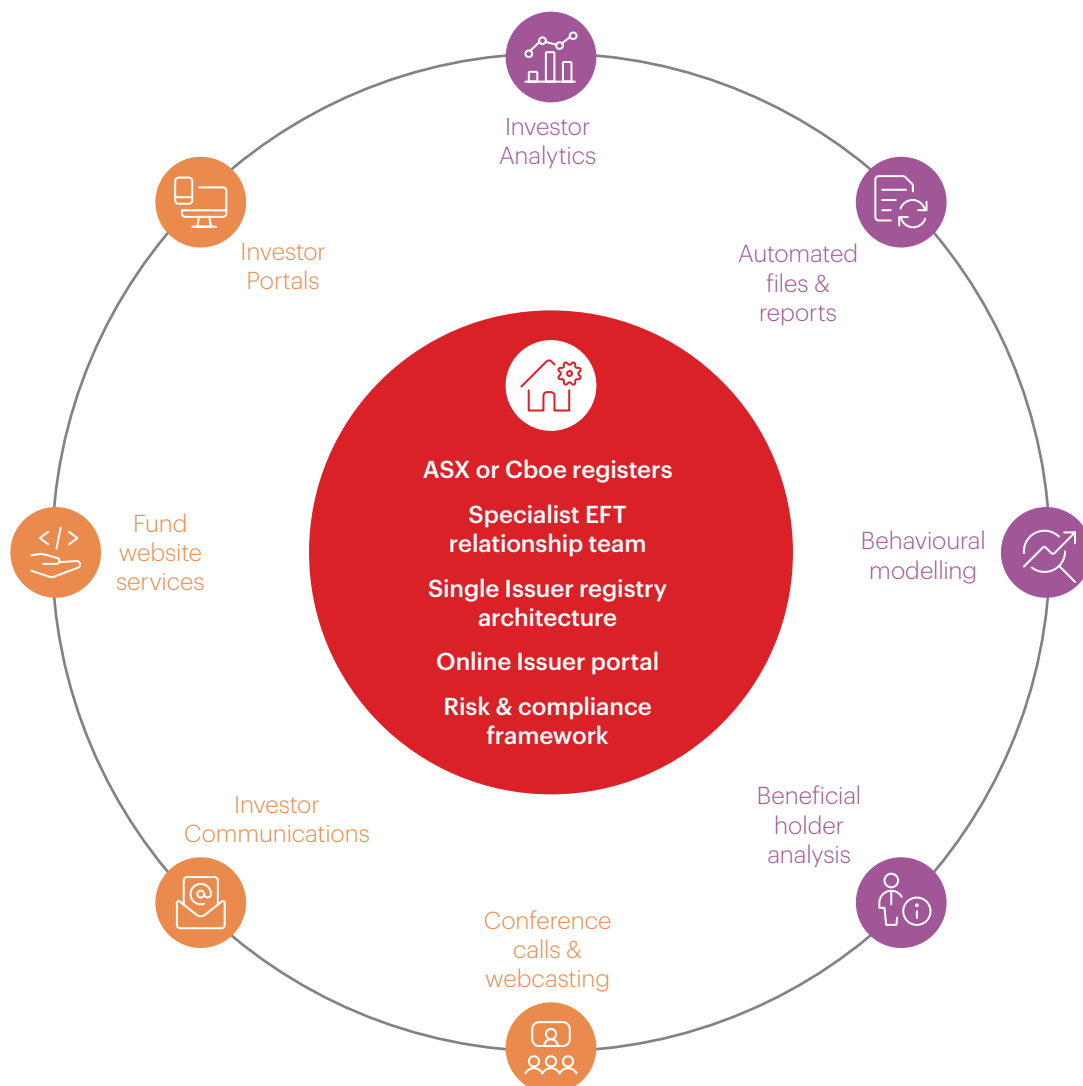 Investor
Analytics
Automated
files &
reports
Behavioural
modelling
Beneficial
holder
analysis
Conference
calls &
webcasting
Investor
Communications
Fund
website
services
Investor
Portals
ASX or Cboe registers
Specialist EFT
relationship team
Single Issuer registry
architecture
Online Issuer portal
Risk & compliance
framework